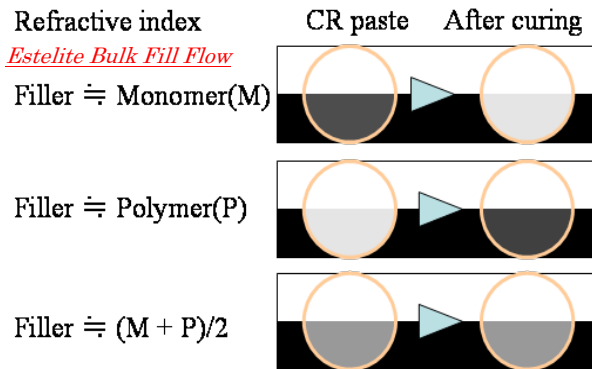 Refractive index CR paste After curing
Estelite Bulk Fill Flow
Filler ≒ Monomer(M)
Filler ≒ Polymer(P)
Filler ≒ (M + P)/2